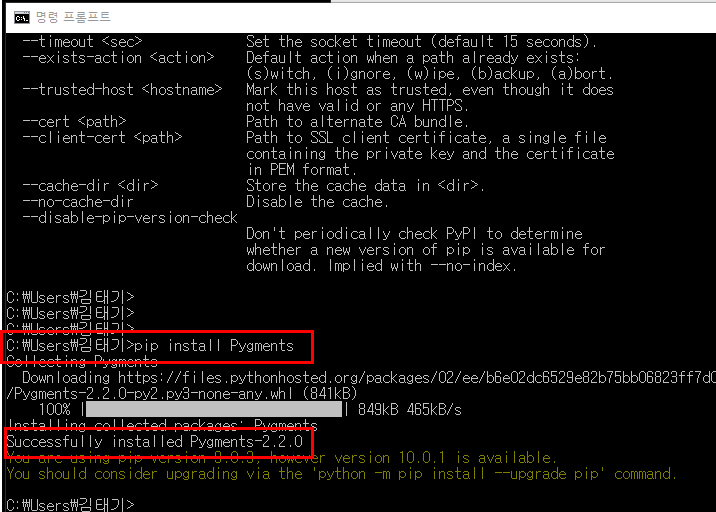 명령 프롬프트
--timeout <sec> Set the socket timeout (default 15 seconds).
--exists-action <action> Default action when a path already exists:
(s)witch, (i)gnore, (w)ipe, (b)ackup, (a)bort.
--trusted-host <hostname> Mark this host as trusted, even though it does
not have valid or any HTTPS.
--cert <path> Path to alternate CA bundle.
--client-cert <path> Path to SSL client certificate, a single file
containing the private key and the certificate
in PEM format.
--cache-dir <dir> Store the cache data in <dir>.
--no-cache-dir Disable the cache.
--disable-pip-version-check
Don't periodically check PyPI to determine
whether a new version of pip is available for
download. Implied with --no-index.
C:₩Users₩김태기>
C:₩Users₩김태기>
C:₩Users₩김태기>
C:₩Users₩김태기>pip install Pygments
Collecting Pygments
Downloading https://files.pythonhosted.org/packages/02/ee/b6e02dc6529e82b75bb06823ff7d0
/Pygments-2.2.0-py2.py3-none-any.whl (841kB)
100% | | 849kB 465kB/s
Installing collected packages: Pygments
Successfully installed Pygments-2.2.0
You are using pip version 8.0.3, however version 10.0.1 is available.
You should consider upgrading via the 'python -m pip install --upgrade pip' command.
C:₩Users₩김태기>